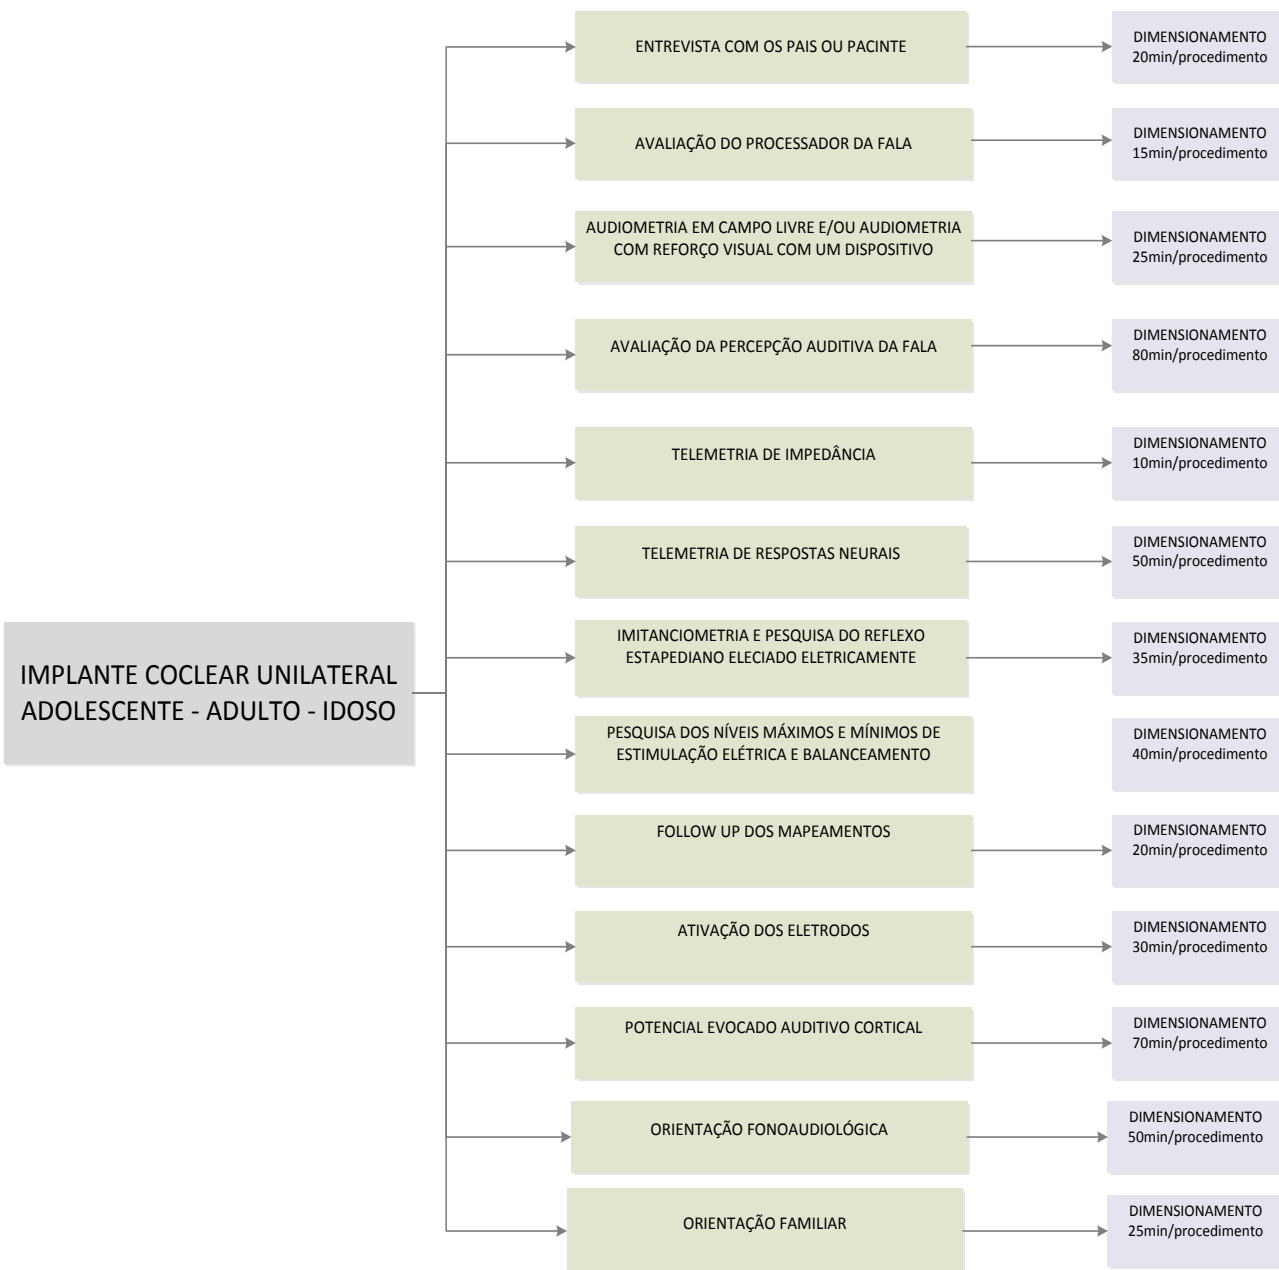 ENTREVISTA COM OS PAIS OU PACINTE
DIMENSIONAMENTO
20min/procedimento
AVALIAÇÃO DO PROCESSADOR DA FALA
DIMENSIONAMENTO
15min/procedimento
AUDIOMETRIA EM CAMPO LIVRE E/OU AUDIOMETRIA
COM REFORÇO VISUAL COM UM DISPOSITIVO
DIMENSIONAMENTO
25min/procedimento
AVALIAÇÃO DA PERCEPÇÃO AUDITIVA DA FALA
DIMENSIONAMENTO
80min/procedimento
TELEMETRIA DE IMPEDÂNCIA
DIMENSIONAMENTO
10min/procedimento
TELEMETRIA DE RESPOSTAS NEURAIS
DIMENSIONAMENTO
50min/procedimento
IMPLANTE COCLEAR UNILATERAL
ADOLESCENTE - ADULTO - IDOSO
IMITANCIOMETRIA E PESQUISA DO REFLEXO
ESTAPEDIANO ELECIADO ELETRICAMENTE
DIMENSIONAMENTO
35min/procedimento
PESQUISA DOS NÍVEIS MÁXIMOS E MÍNIMOS DE
ESTIMULAÇÃO ELÉTRICA E BALANCEAMENTO
DIMENSIONAMENTO
40min/procedimento
FOLLOW UP DOS MAPEAMENTOS
DIMENSIONAMENTO
20min/procedimento
ATIVAÇÃO DOS ELETRODOS
DIMENSIONAMENTO
30min/procedimento
POTENCIAL EVOCADO AUDITIVO CORTICAL
DIMENSIONAMENTO
70min/procedimento
ORIENTAÇÃO FONOAUDIOLÓGICA
DIMENSIONAMENTO
50min/procedimento
ORIENTAÇÃO FAMILIAR
DIMENSIONAMENTO
25min/procedimento